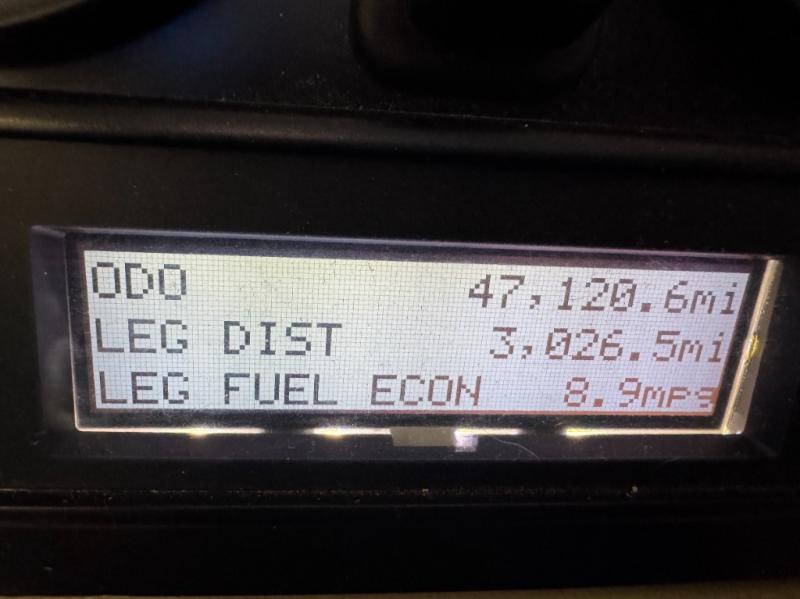 ODO 47,120.6mi
LEG DIST 3,026.5mi
LEG FUEL ECON 8.9mpg